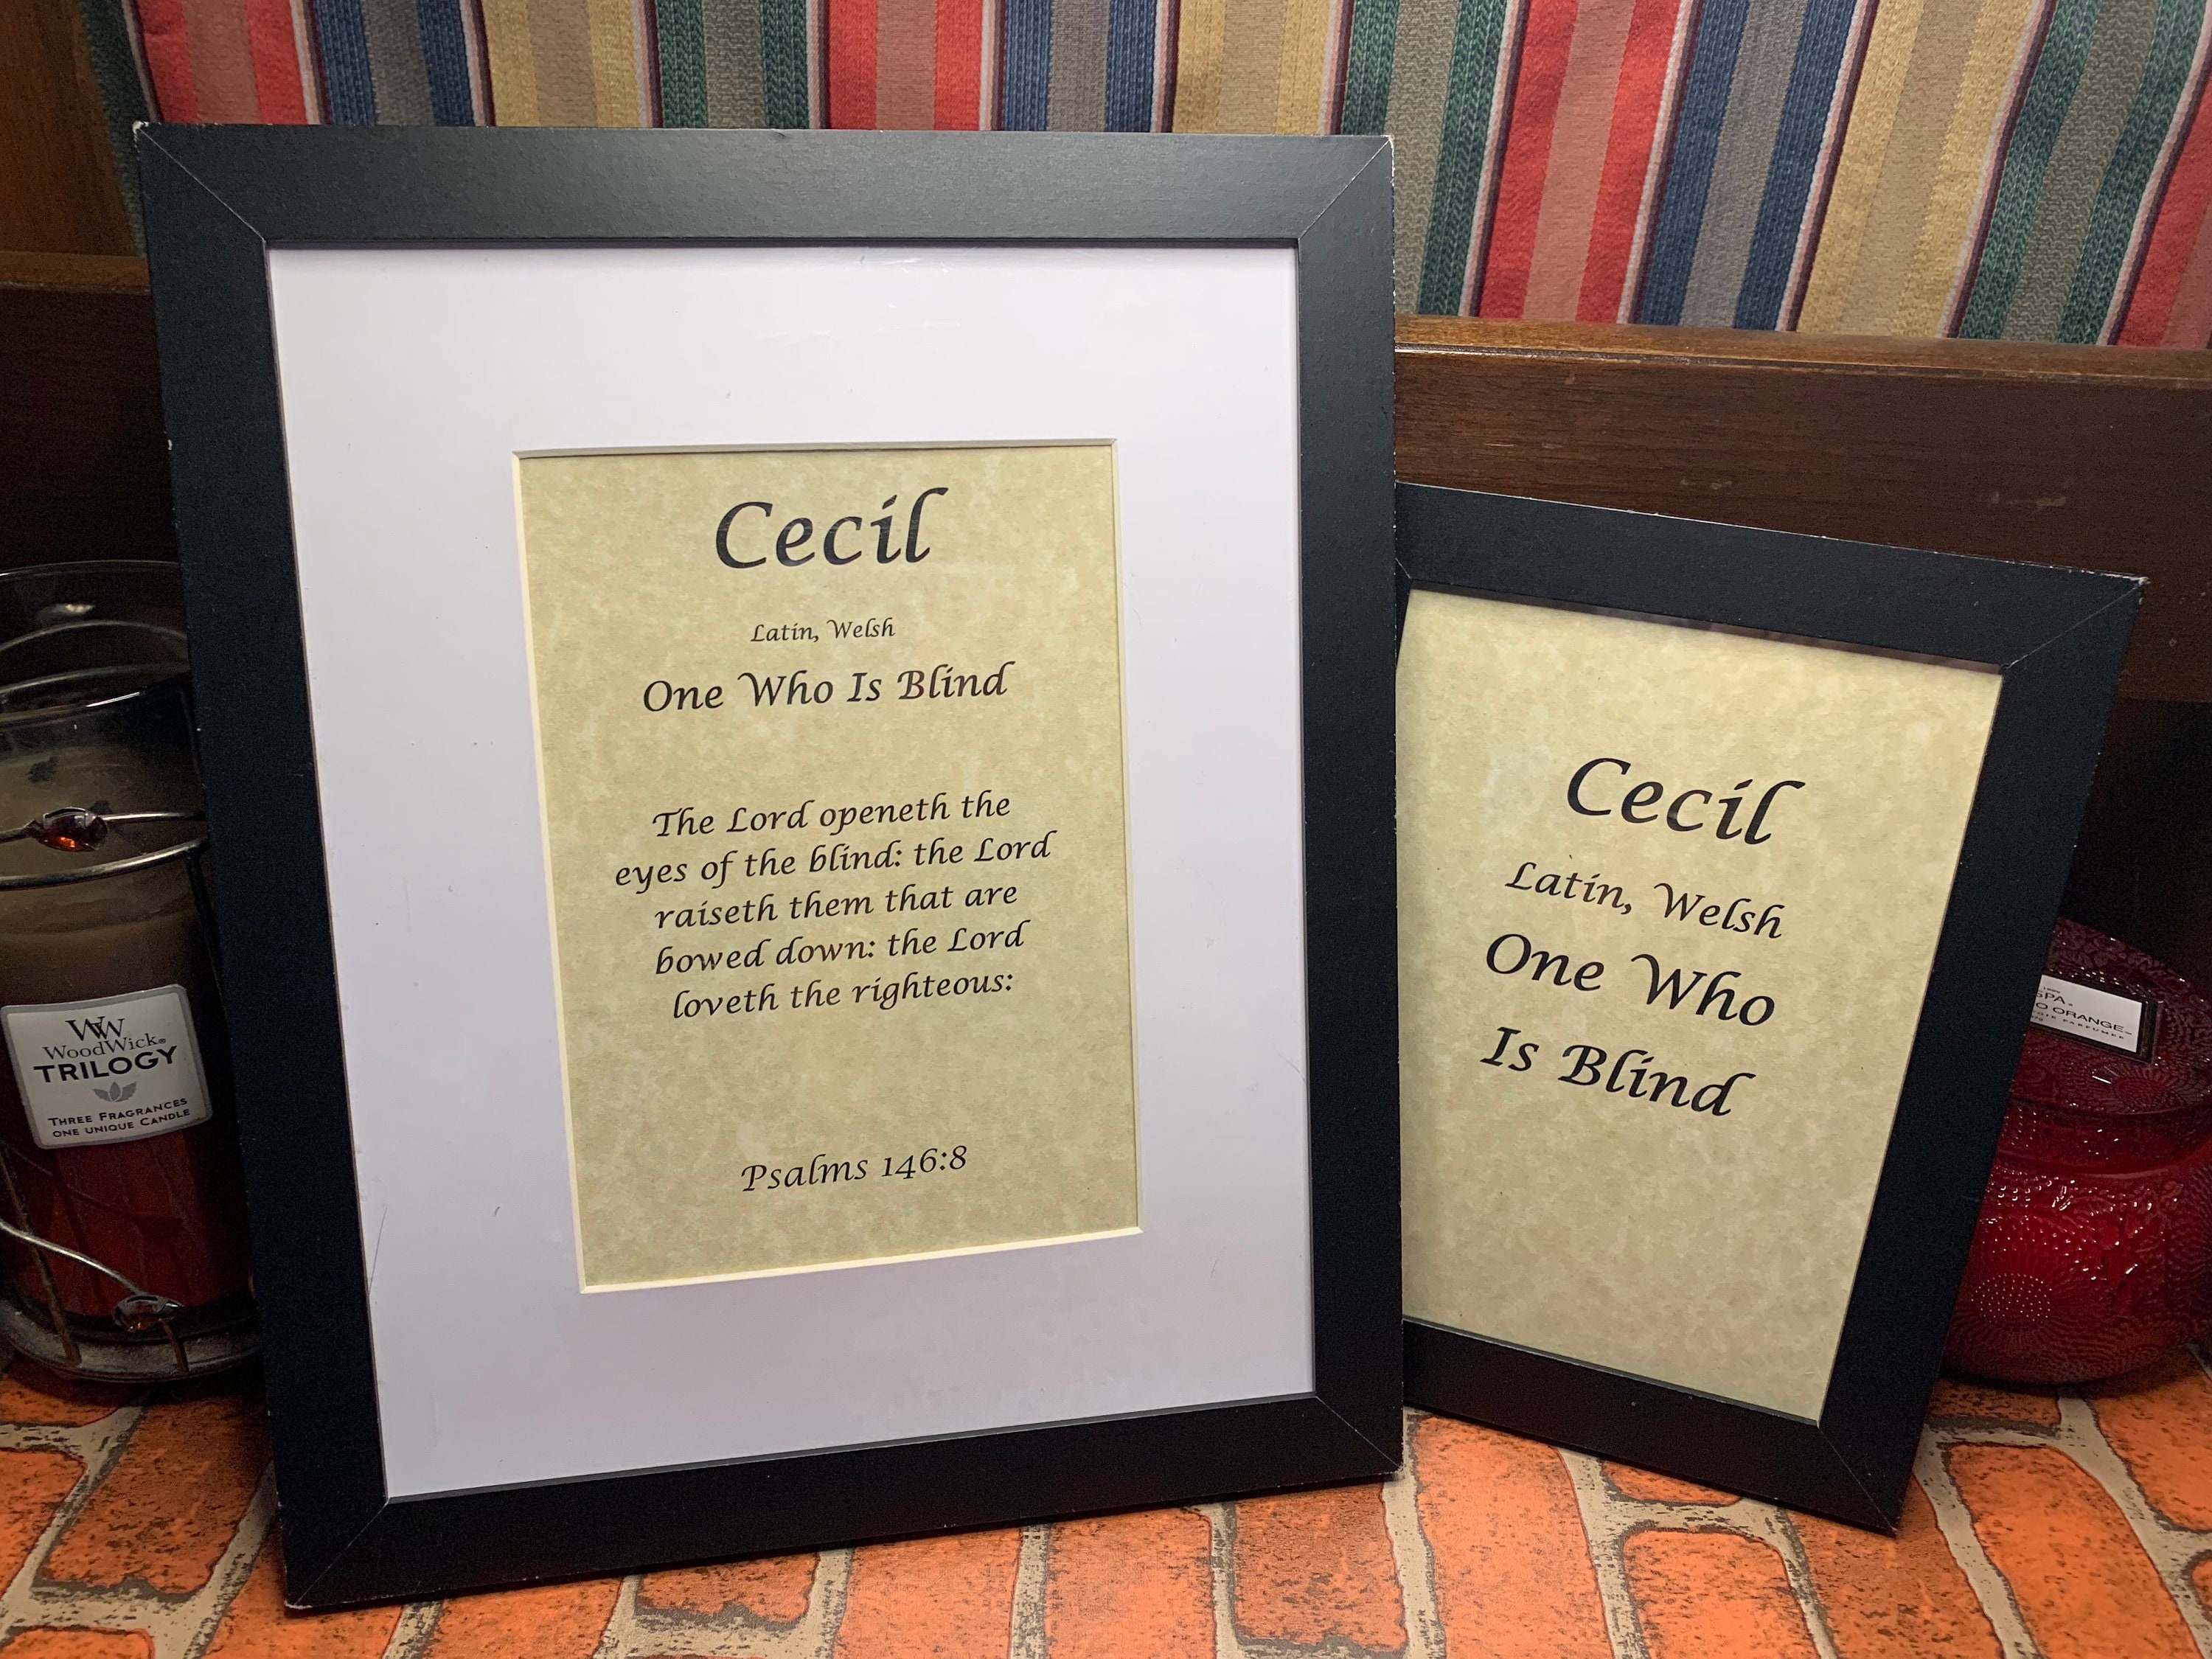 Cecil
Latin, Welsh
One Who Is Blind
The Lord openeth the
eyes of the blind: the Lord
raiseth them that are
bowed down: the Lord
loveth the righteous:
Psalms 146:8
Cecil
Latin, Welsh
One Who
Is Blind
WW
WoodWick®
TRILOGY
THREE FRAGRANCES
ONE UNIQUE CANDLE
ORANGE